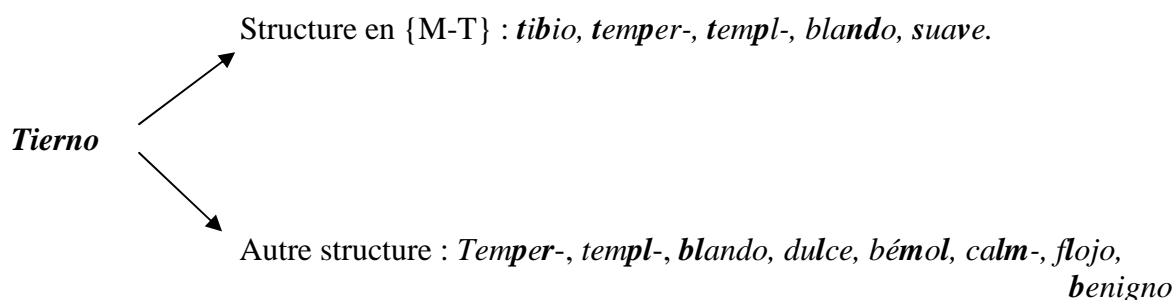 Structure en {M-T} : tibio, temper-, templ-, blando, suave.
Tierno
Autre structure : Temper-, templ-, blando, dulce, bémol, calm-, flojo,
benigno